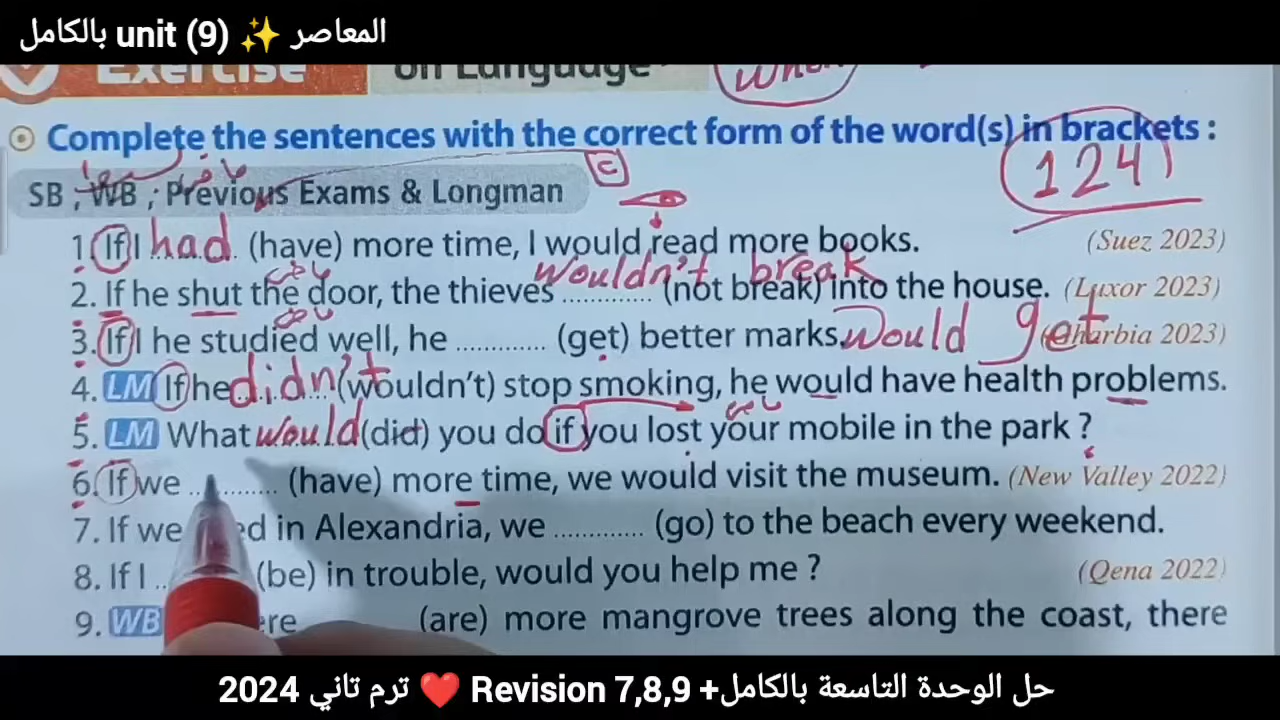 المعاصر ✨ unit (9) بالكامل
Exercise on Language when
Complete the sentences with the correct form of the word(s) in brackets :
124
SB ; WB ; Previous Exams & Longman
1. If I had (have) more time, I would read more books. (Suez 2023)
ماضي wouldn't break
2. If he shut the door, the thieves ............ (not break) into the house. (Luxor 2023)
ماضي
3. If I he studied well, he ............ (get) better marks. would get (Gharbia 2023)
4. LM If he didn't (wouldn't) stop smoking, he would have health problems.
ماضي
5. LM What would (did) you do if you lost your mobile in the park ?
6. If we ............ (have) more time, we would visit the museum. (New Valley 2022)
7. If we ed in Alexandria, we ............ (go) to the beach every weekend.
8. If I .. (be) in trouble, would you help me ? (Qena 2022)
9. WB ere (are) more mangrove trees along the coast, there
حل الوحدة التاسعة بالكامل+ Revision 7,8,9 ❤️ ترم تاني 2024